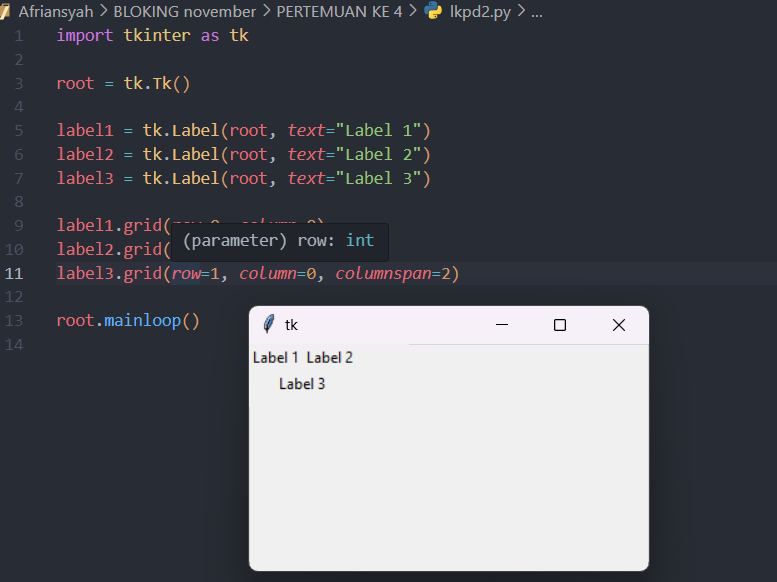 Afriansyah > BLOKING november > PERTEMUAN KE 4 > lkpd2.py > ...
1 import tkinter as tk
2
3 root = tk.Tk()
4
5 label1 = tk.Label(root, text="Label 1")
6 label2 = tk.Label(root, text="Label 2")
7 label3 = tk.Label(root, text="Label 3")
8
9 label1.grid(
(parameter) row: int
10 label2.grid(
11 label3.grid(row=1, column=0, columnspan=2)
12
13 root.mainloop()
14
tk
Label 1 Label 2
Label 3